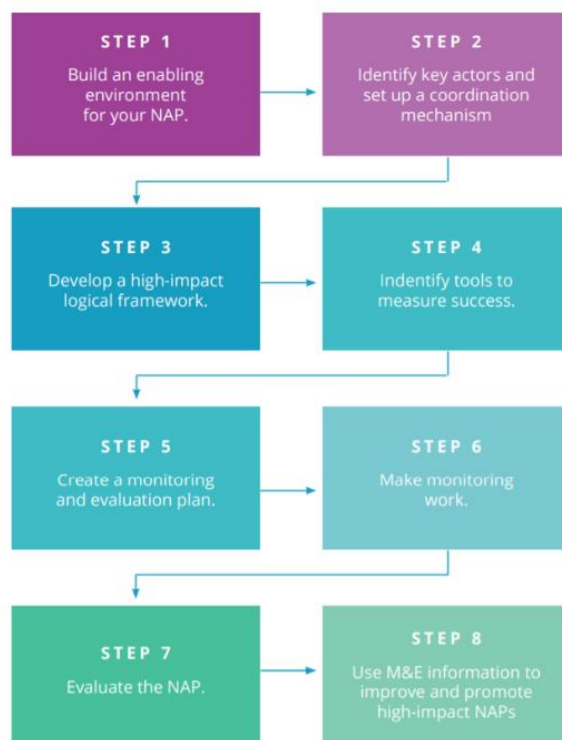 STEP 1
Build an enabling
environment
for your NAP.
STEP 2
Identify key actors and
set up a coordination
mechanism
STEP 3
Develop a high-impact
logical framework.
STEP 4
Indentify tools to
measure success.
STEP 5
Create a monitoring
and evaluation plan.
STEP 6
Make monitoring
work.
STEP 7
Evaluate the NAP.
STEP 8
Use M&E information to
improve and promote
high-impact NAPs